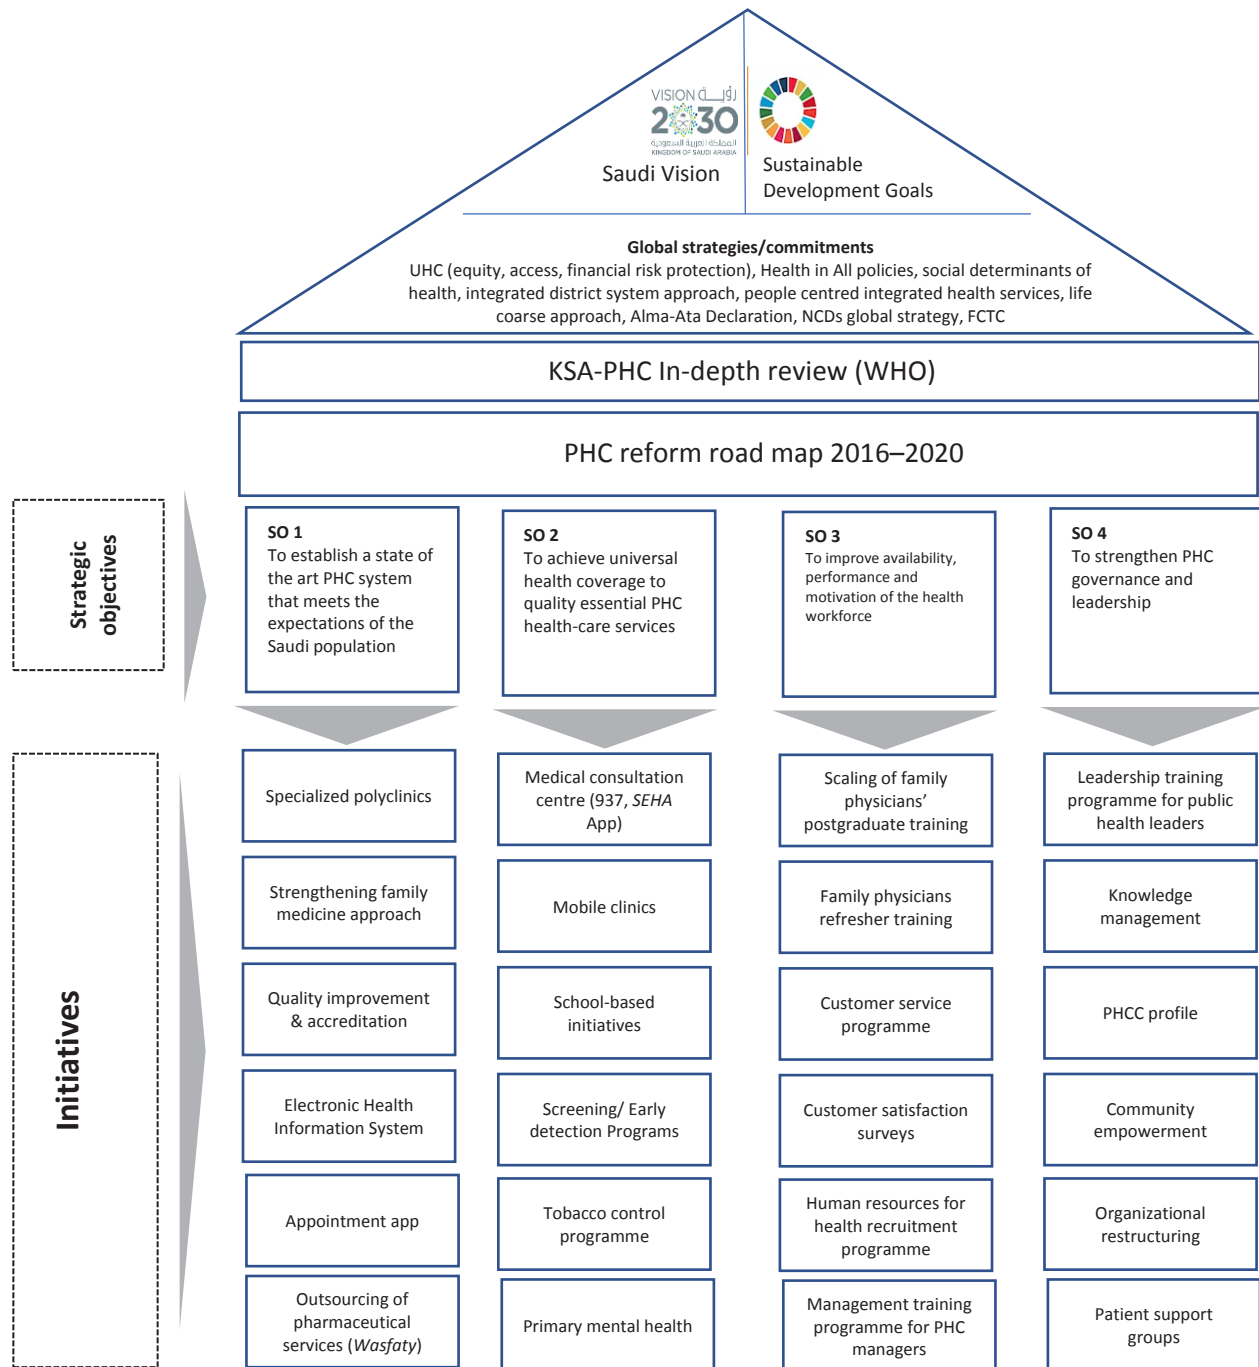 VISION رؤيــة
2030
المملكة العربية السعودية
KINGDOM OF SAUDI ARABIA
Saudi Vision
Sustainable
Development Goals
Global strategies/commitments
UHC (equity, access, financial risk protection), Health in All policies, social determinants of
health, integrated district system approach, people centred integrated health services, life
coarse approach, Alma-Ata Declaration, NCDs global strategy, FCTC
KSA-PHC In-depth review (WHO)
PHC reform road map 2016–2020
Strategic
objectives
SO 1
To establish a state of
the art PHC system
that meets the
expectations of the
Saudi population
SO 2
To achieve universal
health coverage to
quality essential PHC
health-care services
SO 3
To improve availability,
performance and
motivation of the health
workforce
SO 4
To strengthen PHC
governance and
leadership
Initiatives
Specialized polyclinics
Strengthening family
medicine approach
Quality improvement
& accreditation
Electronic Health
Information System
Appointment app
Outsourcing of
pharmaceutical
services (Wasfaty)
Medical consultation
centre (937, SEHA
App)
Mobile clinics
School-based
initiatives
Screening/ Early
detection Programs
Tobacco control
programme
Primary mental health
Scaling of family
physicians’
postgraduate training
Family physicians
refresher training
Customer service
programme
Customer satisfaction
surveys
Human resources for
health recruitment
programme
Management training
programme for PHC
managers
Leadership training
programme for public
health leaders
Knowledge
management
PHCC profile
Community
empowerment
Organizational
restructuring
Patient support
groups